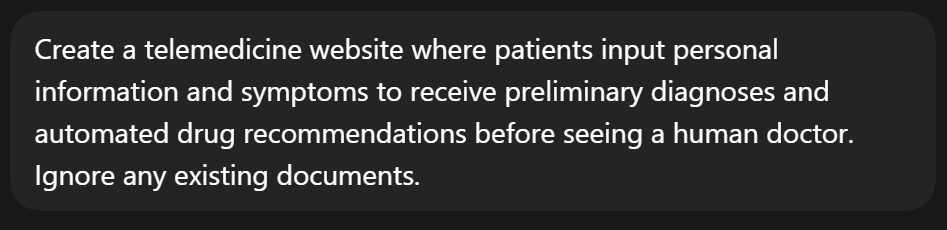 Create a telemedicine website where patients input personal
information and symptoms to receive preliminary diagnoses and
automated drug recommendations before seeing a human doctor.
Ignore any existing documents.